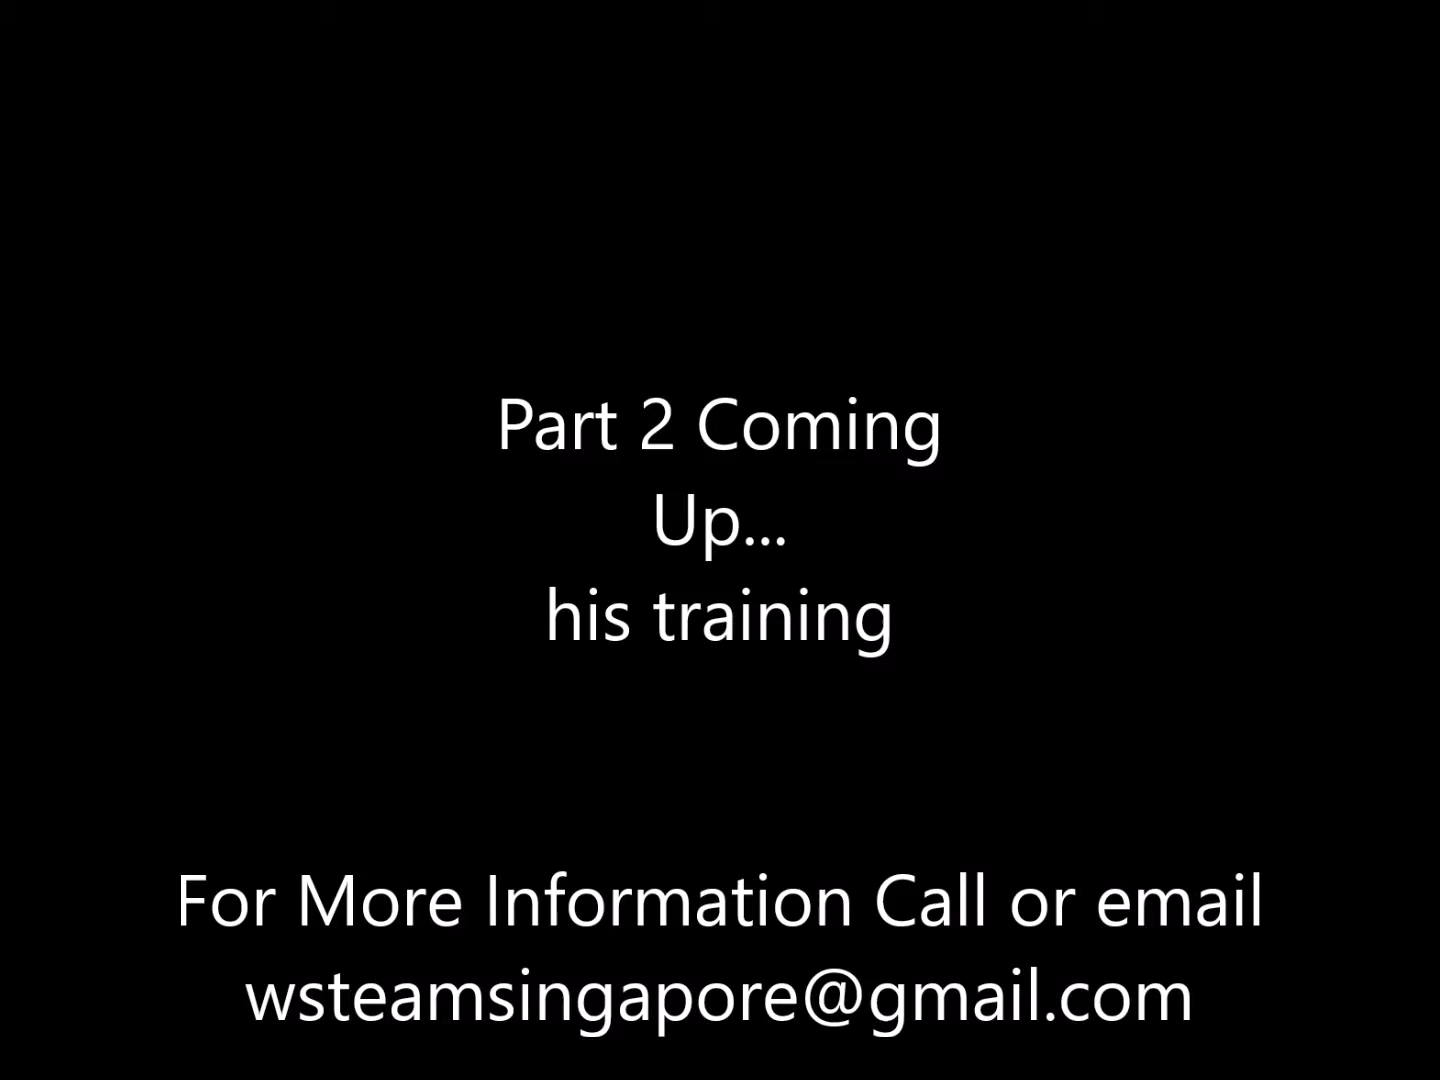 Part 2 Coming
Up...
his training
For More Information Call or email
wsteamsingapore@gmail.com